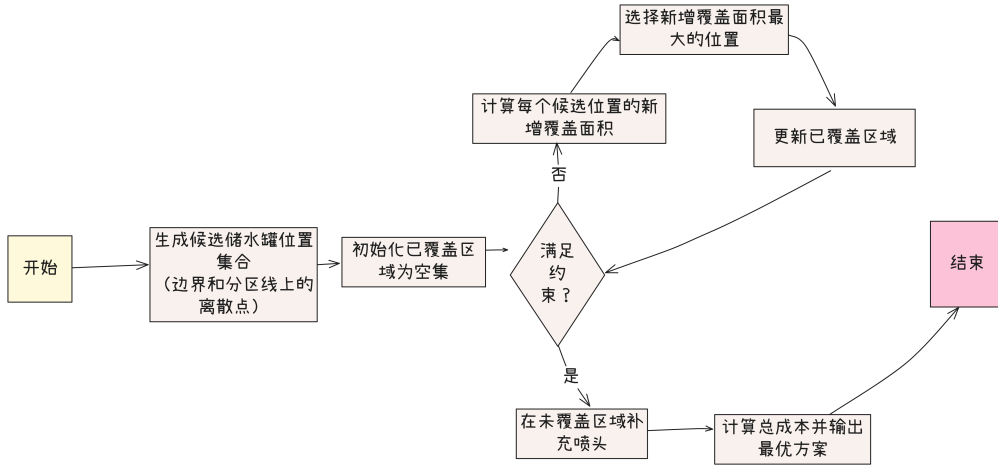 开始
生成候选储水罐位置
集合
（边界和分区线上的
离散点）
初始化已覆盖区
域为空集
满足
约
束？
否
计算每个候选位置的新
增覆盖面积
选择新增覆盖面积最
大的位置
更新已覆盖区域
是
在未覆盖区域补
充喷头
计算总成本并输出
最优方案
结束